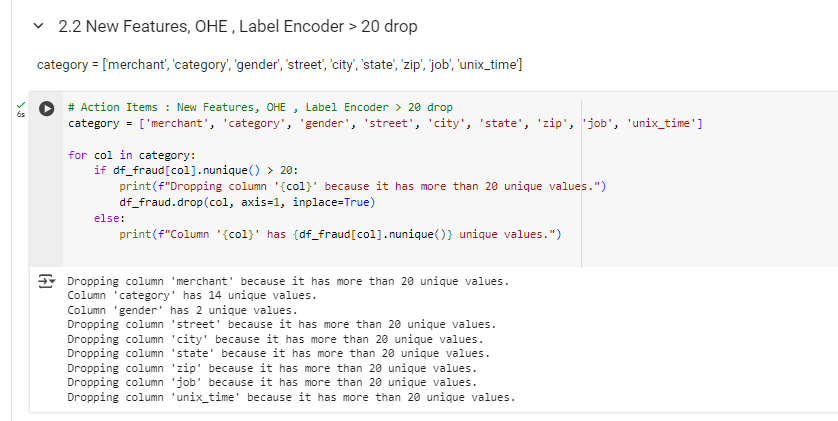 2.2 New Features, OHE , Label Encoder > 20 drop
category = ['merchant', 'category', 'gender', 'street', 'city', 'state', 'zip', 'job', 'unix_time']
6s
# Action Items : New Features, OHE , Label Encoder > 20 drop
category = ['merchant', 'category', 'gender', 'street', 'city', 'state', 'zip', 'job', 'unix_time']
for col in category:
    if df_fraud[col].nunique() > 20:
        print(f"Dropping column '{col}' because it has more than 20 unique values.")
        df_fraud.drop(col, axis=1, inplace=True)
    else:
        print(f"Column '{col}' has {df_fraud[col].nunique()} unique values.")
Dropping column 'merchant' because it has more than 20 unique values.
Column 'category' has 14 unique values.
Column 'gender' has 2 unique values.
Dropping column 'street' because it has more than 20 unique values.
Dropping column 'city' because it has more than 20 unique values.
Dropping column 'state' because it has more than 20 unique values.
Dropping column 'zip' because it has more than 20 unique values.
Dropping column 'job' because it has more than 20 unique values.
Dropping column 'unix_time' because it has more than 20 unique values.